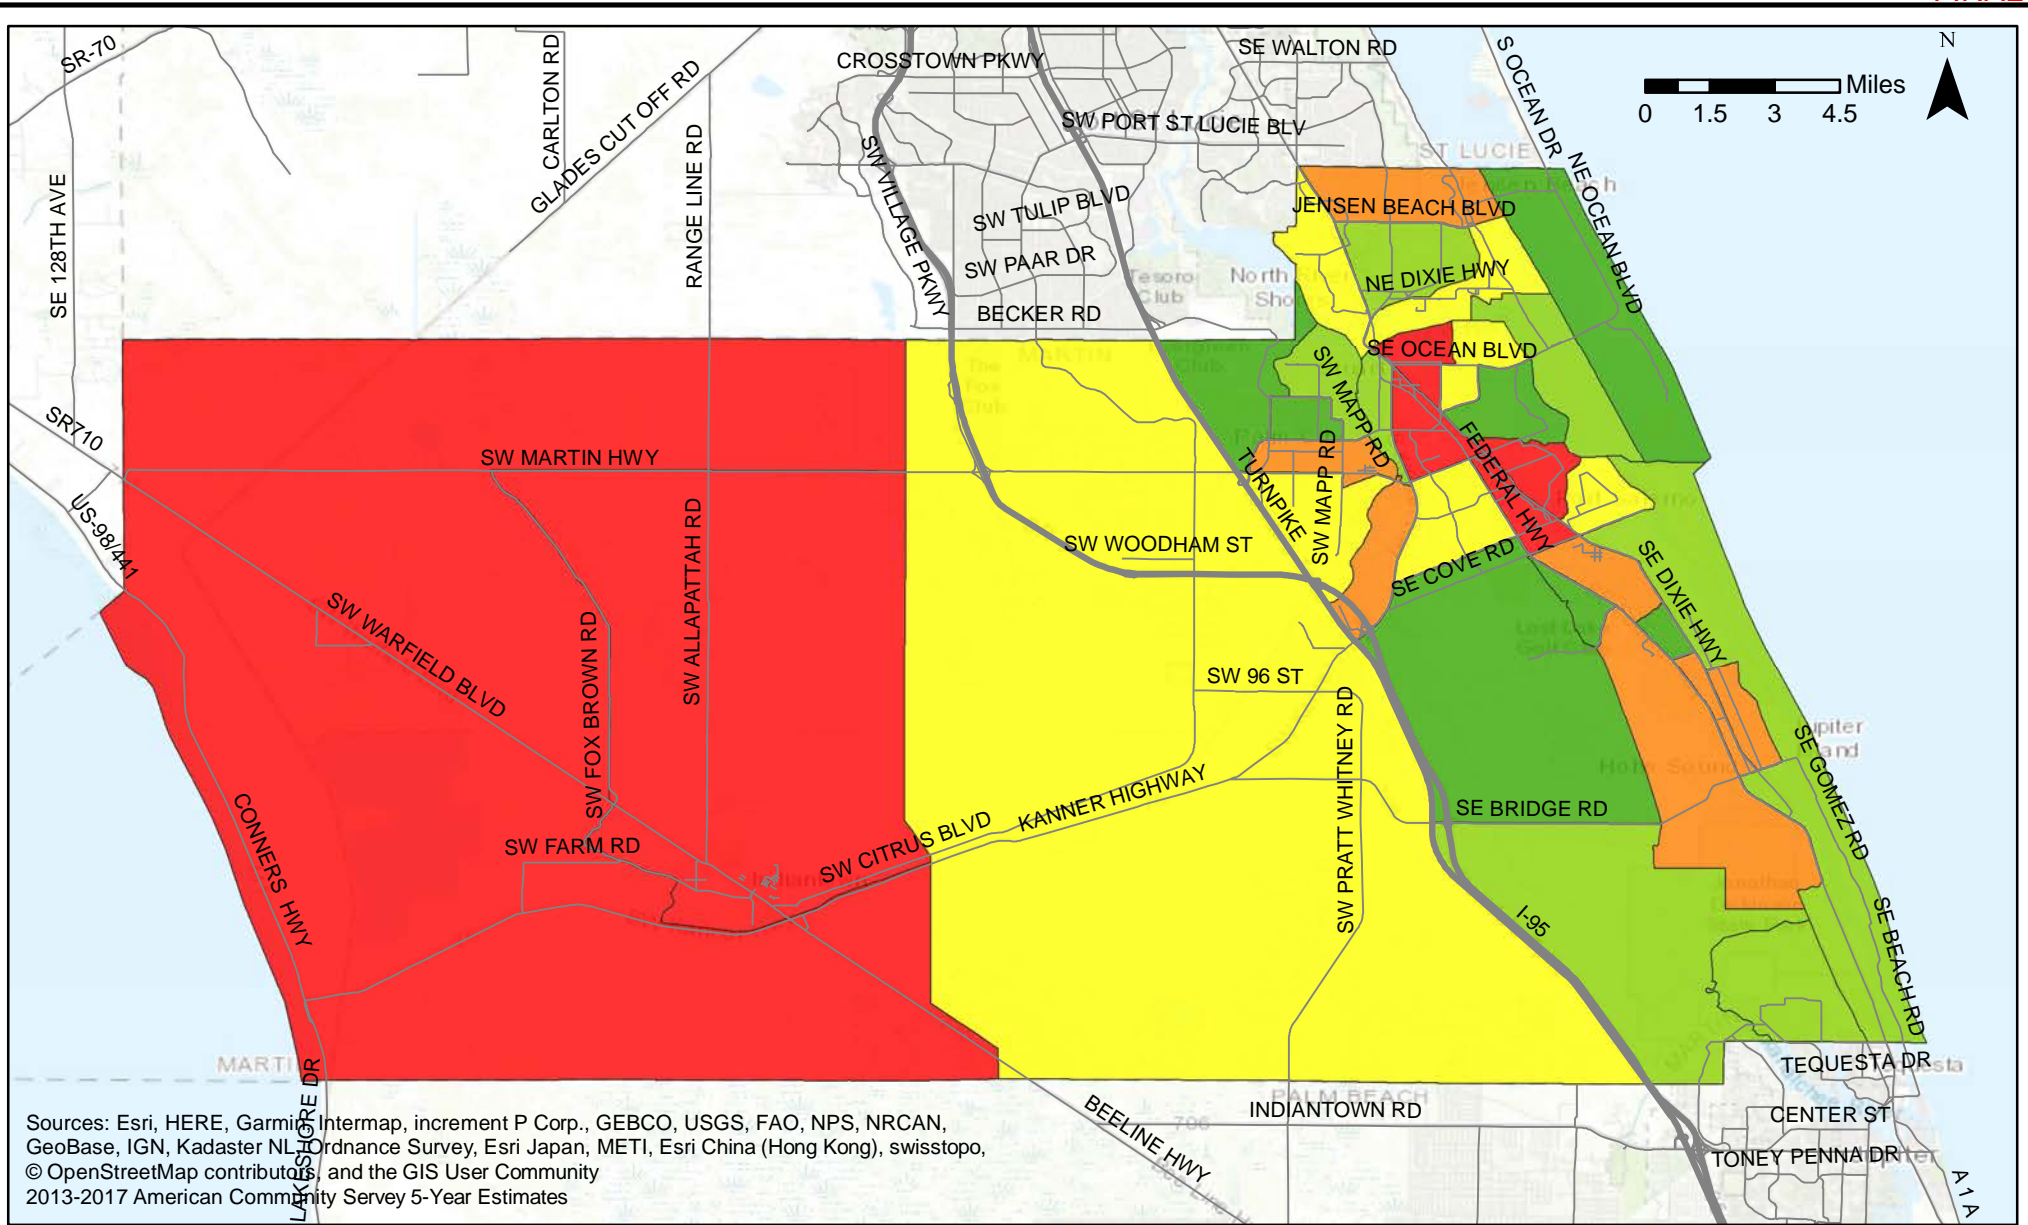 SR-70
CARLTON RD
GLADES CUT OFF RD
RANGE LINE RD
SE 128TH AVE
CROSSTOWN PKWY
SE WALTON RD
S OCEAN DR
N
Miles
0 1.5 3 4.5
SW PORT ST LUCIE BLV
SW VILLAGE PKWY
SW TULIP BLVD
SW PAAR DR
BECKER RD
Tesoro
Club
ST LUCIE
NE OCEAN BLVD
JENSEN BEACH BLVD
NE DIXIE HWY
MARTIN
The
Fox
Club
SE OCEAN BLVD
SW MAPP RD
SR710
US-98/441
SW MARTIN HWY
SW ALLAPATTAH RD
SW FOX BROWN RD
SW WARFIELD BLVD
SW WOODHAM ST
TURNPIKE
SW MAPP RD
FEDERAL HWY
SE COVE RD
SE DIXIE HWY
SW 96 ST
SW PRATT WHITNEY RD
KANNER HIGHWAY
SW CITRUS BLVD
SE BRIDGE RD
SE GOMEZ RD
SE BEACH RD
CONNERS HWY
SW FARM RD
I-95
LAKESHORE DR
PALM BEACH
706
BEELINE HWY
INDIANTOWN RD
TEQUESTA DR
CENTER ST
TONEY PENNA DR
A1A
Sources: Esri, HERE, Garmin, Intermap, increment P Corp., GEBCO, USGS, FAO, NPS, NRCAN,
GeoBase, IGN, Kadaster NL, Ordnance Survey, Esri Japan, METI, Esri China (Hong Kong), swisstopo,
© OpenStreetMap contributors, and the GIS User Community
2013-2017 American Community Servey 5-Year Estimates